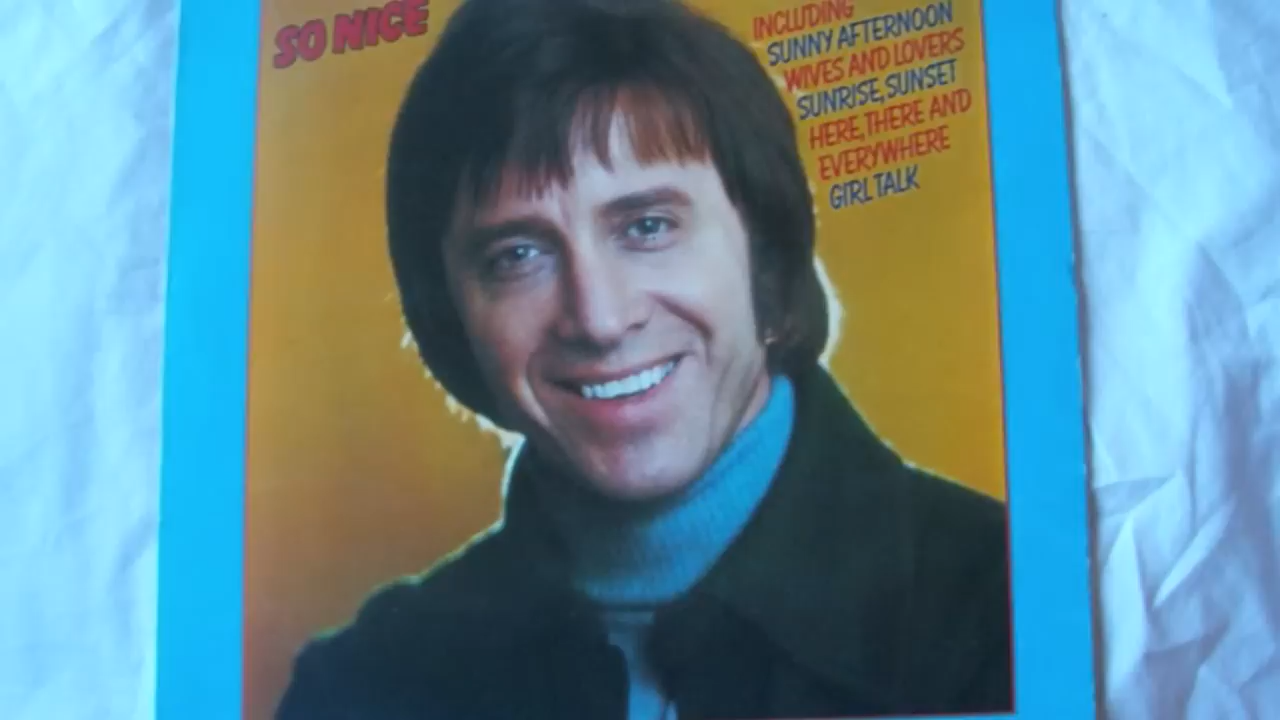 SO NICE
INCLUDING
SUNNY AFTERNOON
WIVES AND LOVERS
SUNRISE, SUNSET
HERE, THERE AND
EVERYWHERE
GIRL TALK